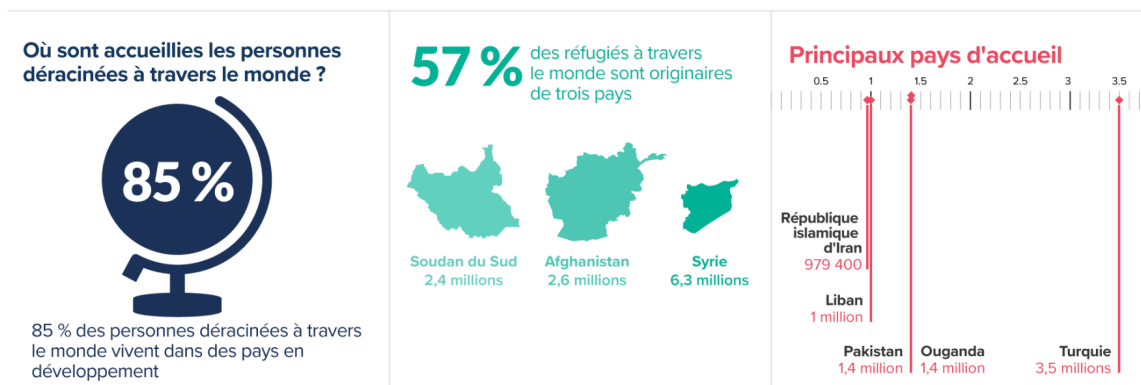 Où sont accueillies les personnes
déracinées à travers le monde ?
85 %
85 % des personnes déracinées à travers
le monde vivent dans des pays en
développement
57 %
des réfugiés à travers
le monde sont originaires
de trois pays
Soudan du Sud
2,4 millions
Afghanistan
2,6 millions
Syrie
6,3 millions
Principaux pays d'accueil
0.5 1 1.5 2 2.5 3 3.5
République
islamique
d'Iran
979 400
Liban
1 million
Pakistan
1,4 million
Ouganda
1,4 million
Turquie
3,5 millions